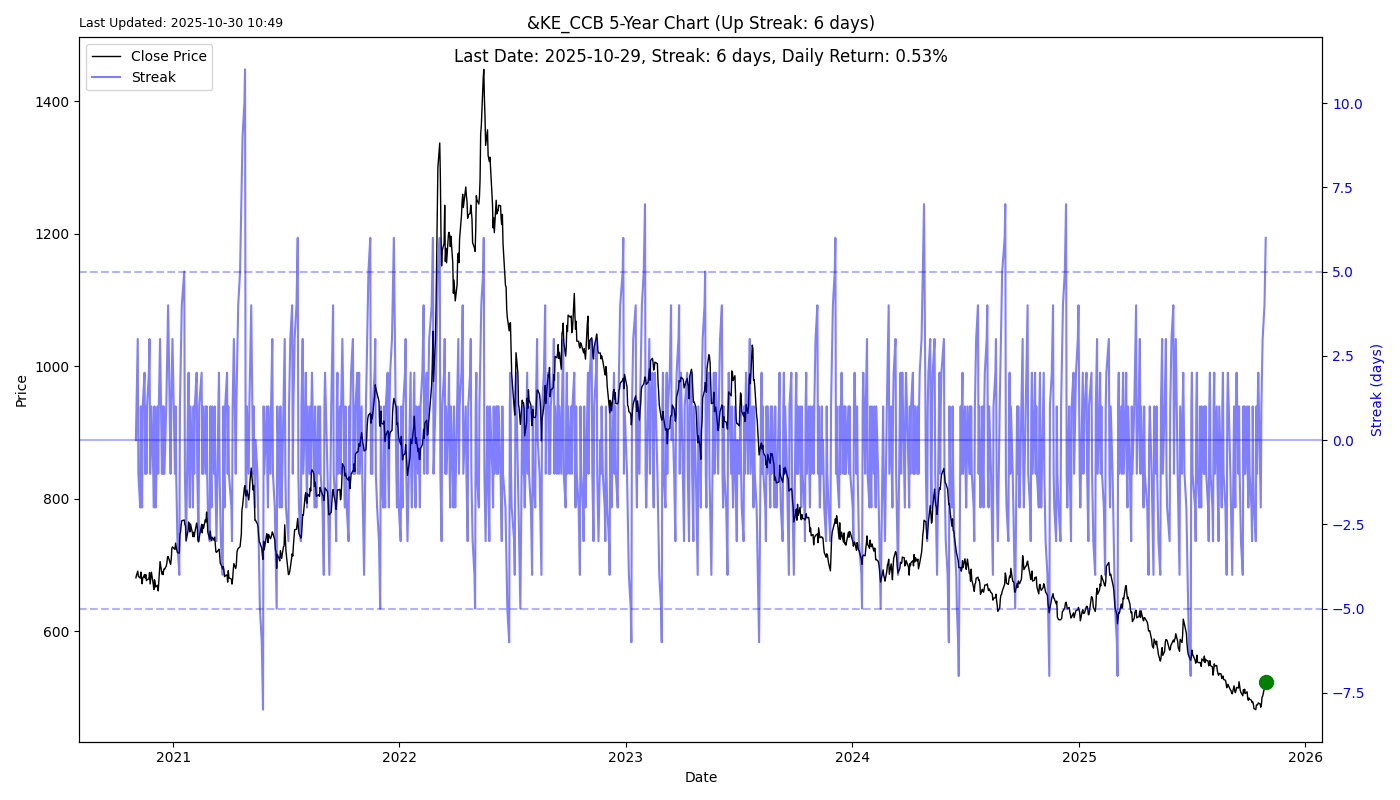 Last Updated: 2025-10-30 10:49
&KE_CCB 5-Year Chart (Up Streak: 6 days)
Last Date: 2025-10-29, Streak: 6 days, Daily Return: 0.53%
Close Price
Streak
1400
1200
1000
800
600
Price
10.0
7.5
5.0
2.5
0.0
−2.5
−5.0
−7.5
Streak (days)
2021
2022
2023
2024
2025
2026
Date